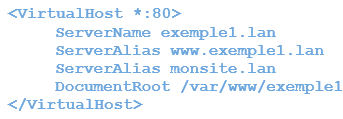 <VirtualHost *:80>
ServerName exemple1.lan
ServerAlias www.exemple1.lan
ServerAlias monsite.lan
DocumentRoot /var/www/exemple1
</VirtualHost>